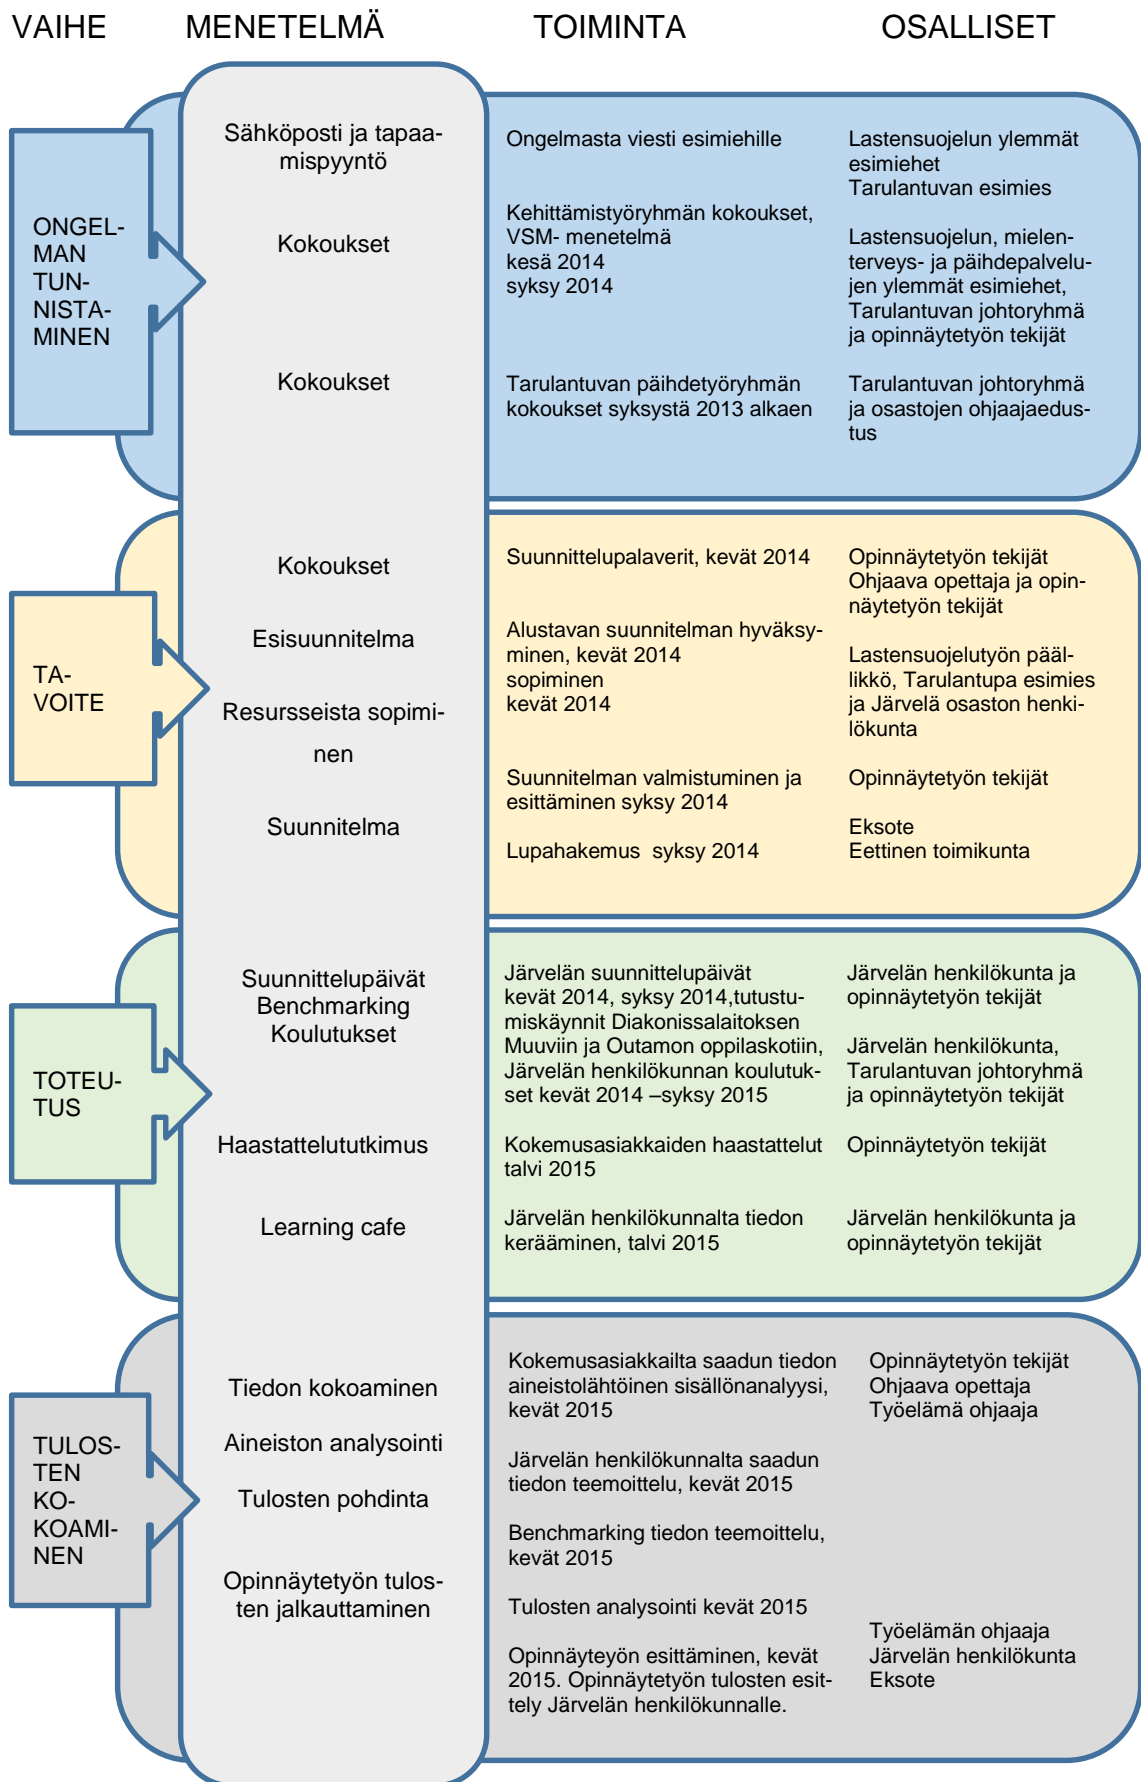 VAIHE MENETELMÄ TOIMINTA OSALLISET
ONGEL-
MAN
TUN-
NISTA-
MINEN
Sähköposti ja tapaa-
mispyyntö
Kokoukset
Kokoukset
Ongelmasta viesti esimiehille
Kehittämistyöryhmän kokoukset,
VSM- menetelmä
kesä 2014
syksy 2014
Tarulantuvan päihdetyöryhmän
kokoukset syksystä 2013 alkaen
Lastensuojelun ylemmät
esimiehet
Tarulantuvan esimies
Lastensuojelun, mielen-
terveys- ja päihdepalvelu-
jen ylemmät esimiehet,
Tarulantuvan johtoryhmä
ja opinnäytetyön tekijät
Tarulantuvan johtoryhmä
ja osastojen ohjaajaedus-
tus
TA-
VOITE
Kokoukset
Esisuunnitelma
Resursseista sopimi-
nen
Suunnitelma
Suunnittelupalaverit, kevät 2014
Alustavan suunnitelman hyväksy-
minen, kevät 2014
sopiminen
kevät 2014
Suunnitelman valmistuminen ja
esittäminen syksy 2014
Lupahakemus syksy 2014
Opinnäytetyön tekijät
Ohjaava opettaja ja opin-
näytetyön tekijät
Lastensuojelutyön pääl-
likkö, Tarulantupa esimies
ja Järvelä osaston henki-
lökunta
Opinnäytetyön tekijät
Eksote
Eettinen toimikunta
TOTEU-
TUS
Suunnittelupäivät
Benchmarking
Koulutukset
Haastattelututkimus
Learning cafe
Järvelän suunnittelupäivät
kevät 2014, syksy 2014,tutustu-
miskäynnit Diakonissalaitoksen
Muuviin ja Outamon oppilaskotiin,
Järvelän henkilökunnan koulutuk-
set kevät 2014 –syksy 2015
Kokemusasiakkaiden haastattelut
talvi 2015
Järvelän henkilökunnalta tiedon
kerääminen, talvi 2015
Järvelän henkilökunta ja
opinnäytetyön tekijät
Järvelän henkilökunta,
Tarulantuvan johtoryhmä
ja opinnäytetyön tekijät
Opinnäytetyön tekijät
Järvelän henkilökunta ja
opinnäytetyön tekijät
TULOS-
TEN
KO-
KOAMI-
NEN
Tiedon kokoaminen
Aineiston analysointi
Tulosten pohdinta
Opinnäytetyön tulos-
ten jalkauttaminen
Kokemusasiakkailta saadun tiedon
aineistolähtöinen sisällönanalyysi,
kevät 2015
Järvelän henkilökunnalta saadun
tiedon teemoittelu, kevät 2015
Benchmarking tiedon teemoittelu,
kevät 2015
Tulosten analysointi kevät 2015
Opinnäyteyön esittäminen, kevät
2015. Opinnäytetyön tulosten esit-
tely Järvelän henkilökunnalle.
Opinnäytetyön tekijät
Ohjaava opettaja
Työelämä ohjaaja
Työelämän ohjaaja
Järvelän henkilökunta
Eksote